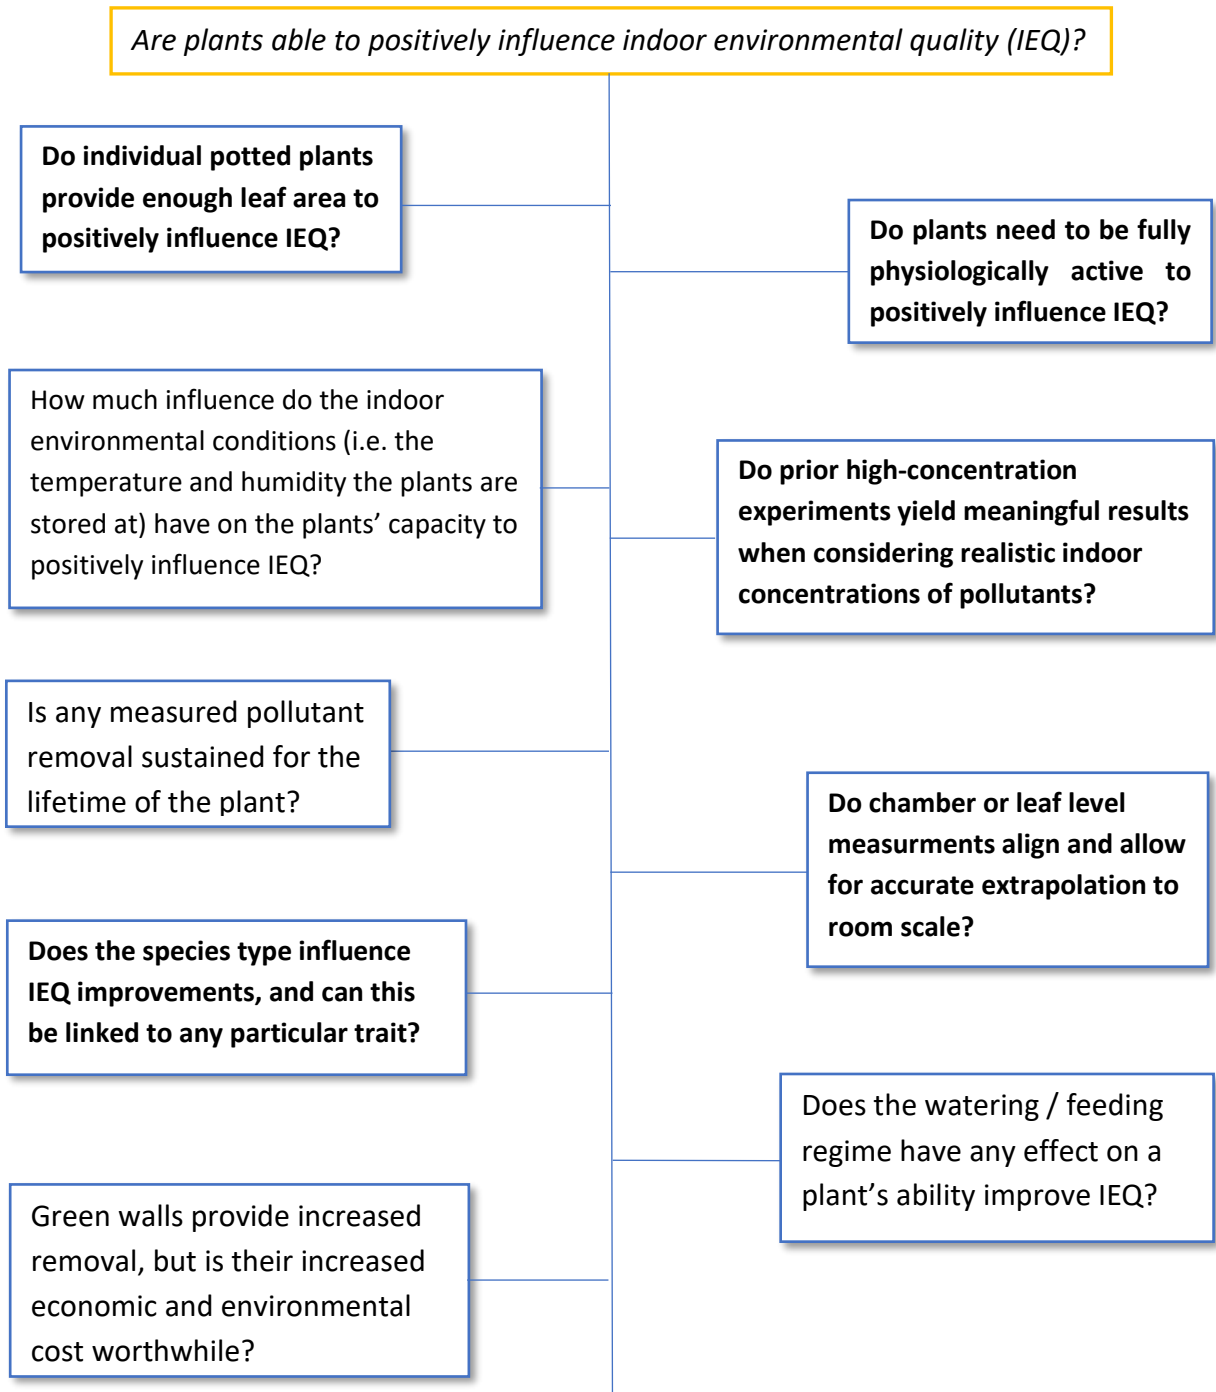 Are plants able to positively influence indoor environmental quality (IEQ)?
Do individual potted plants
provide enough leaf area to
positively influence IEQ?
Do plants need to be fully
physiologically active to
positively influence IEQ?
How much influence do the indoor
environmental conditions (i.e. the
temperature and humidity the plants are
stored at) have on the plants’ capacity to
positively influence IEQ?
Do prior high-concentration
experiments yield meaningful results
when considering realistic indoor
concentrations of pollutants?
Is any measured pollutant
removal sustained for the
lifetime of the plant?
Do chamber or leaf level
measurments align and allow
for accurate extrapolation to
room scale?
Does the species type influence
IEQ improvements, and can this
be linked to any particular trait?
Does the watering / feeding
regime have any effect on a
plant’s ability improve IEQ?
Green walls provide increased
removal, but is their increased
economic and environmental
cost worthwhile?